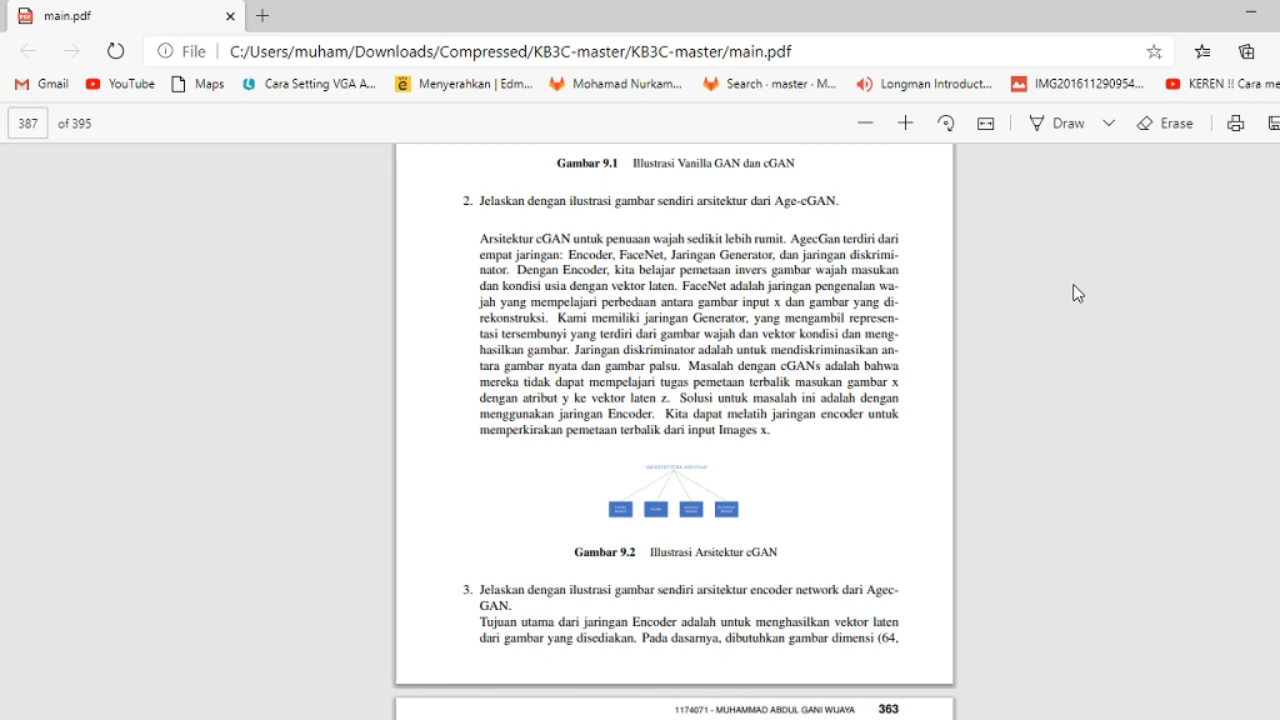 main.pdf
File
C:/Users/muham/Downloads/Compressed/KB3C-master/KB3C-master/main.pdf
Gmail
YouTube
Maps
Cara Setting VGA A...
Menyerahkan | Edm...
Mohamad Nurkam...
Search · master · M...
Longman Introduct...
IMG201611290954...
KEREN !! Cara me
387 of 395
Draw
Erase
Gambar 9.1 Illustrasi Vanilla GAN dan cGAN
2. Jelaskan dengan ilustrasi gambar sendiri arsitektur dari Age-cGAN.
Arsitektur cGAN untuk penuaan wajah sedikit lebih rumit. AgecGan terdiri dari
empat jaringan: Encoder, FaceNet, Jaringan Generator, dan jaringan diskrimi-
nator. Dengan Encoder, kita belajar pemetaan invers gambar wajah masukan
dan kondisi usia dengan vektor laten. FaceNet adalah jaringan pengenalan wa-
jah yang mempelajari perbedaan antara gambar input x dan gambar yang di-
rekonstruksi. Kami memiliki jaringan Generator, yang mengambil represen-
tasi tersembunyi yang terdiri dari gambar wajah dan vektor kondisi dan meng-
hasilkan gambar. Jaringan diskriminator adalah untuk mendiskriminasikan an-
tara gambar nyata dan gambar palsu. Masalah dengan cGANs adalah bahwa
mereka tidak dapat mempelajari tugas pemetaan terbalik masukan gambar x
dengan atribut y ke vektor laten z. Solusi untuk masalah ini adalah dengan
menggunakan jaringan Encoder. Kita dapat melatih jaringan encoder untuk
memperkirakan pemetaan terbalik dari input Images x.
Gambar 9.2 Illustrasi Arsitektur cGAN
3. Jelaskan dengan ilustrasi gambar sendiri arsitektur encoder network dari Agec-
GAN.
Tujuan utama dari jaringan Encoder adalah untuk menghasilkan vektor laten
dari gambar yang disediakan. Pada dasarnya, dibutuhkan gambar dimensi (64,
1174071 - MUHAMMAD ABDUL GANI WIJAYA 363